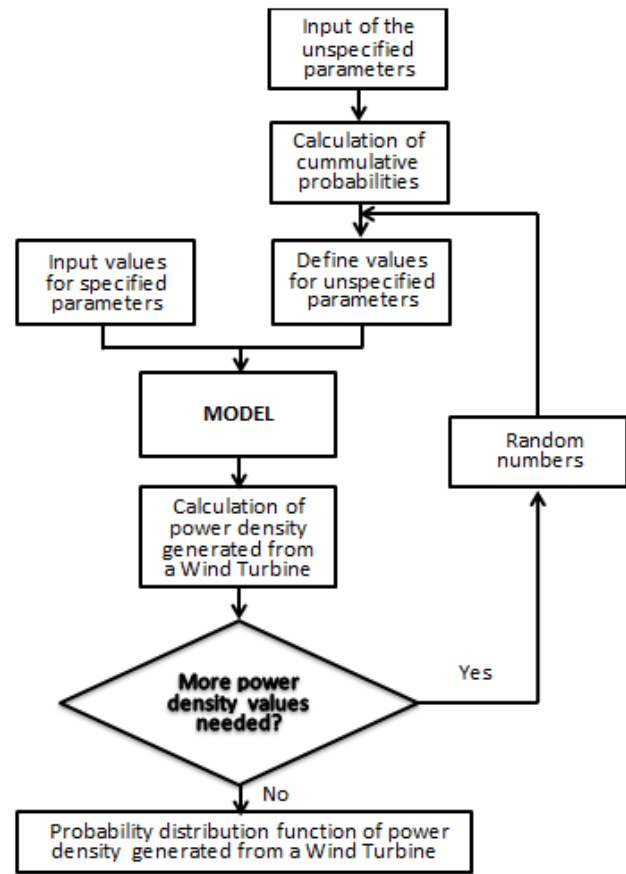 Input of the
unspecified
parameters
Calculation of
cummulative
probabilities
Input values
for specified
parameters
Define values
for unspecified
parameters
MODEL
Random
numbers
Calculation of
power density
generated from
a Wind Turbine
More power
density values
needed?
Yes
No
Probability distribution function of power
density generated from a Wind Turbine